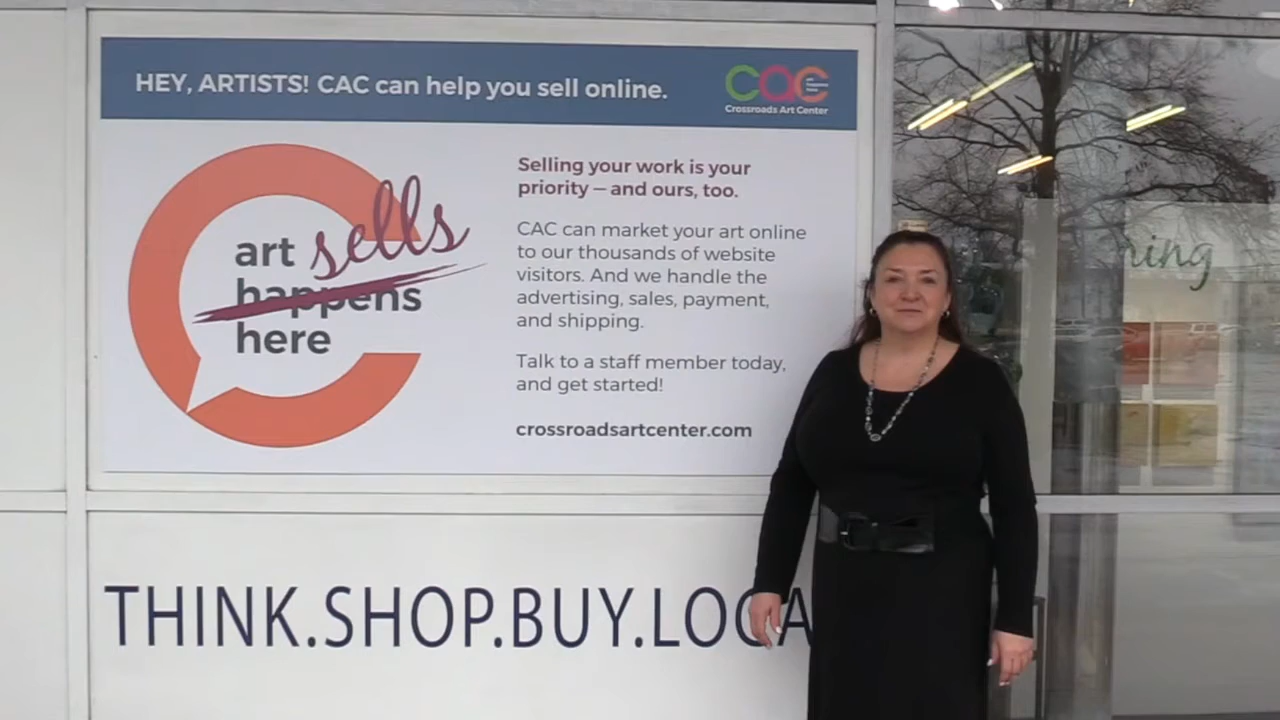 HEY, ARTISTS! CAC can help you sell online.
CAC
Crossroads Art Center
art sells
happens
here
Selling your work is your
priority — and ours, too.
CAC can market your art online
to our thousands of website
visitors. And we handle the
advertising, sales, payment,
and shipping.
Talk to a staff member today,
and get started!
crossroadsartcenter.com
THINK.SHOP.BUY.LOCA
ning